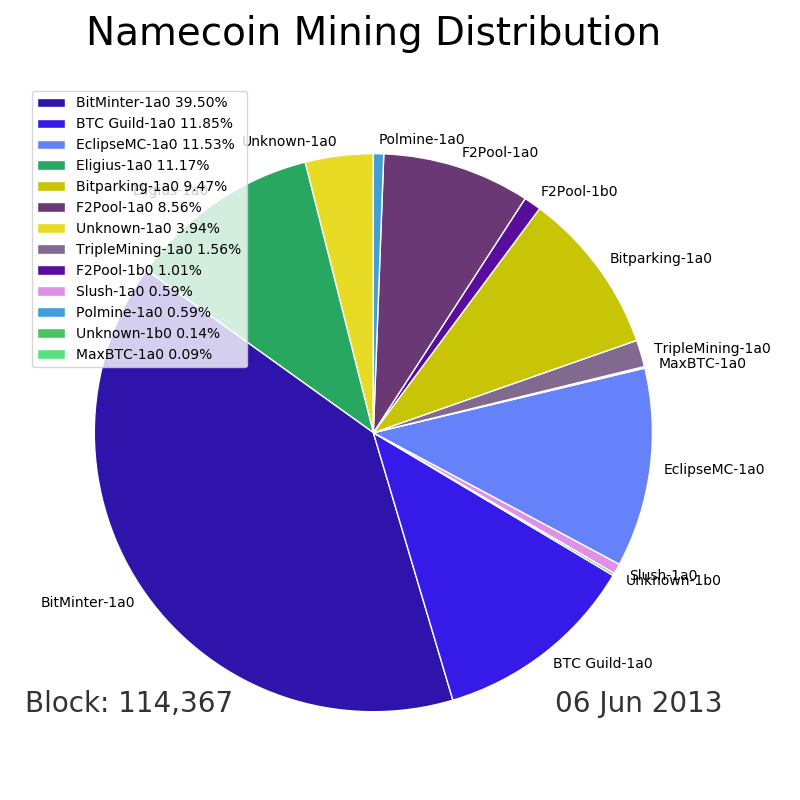 Namecoin Mining Distribution
BitMinter-1a0 39.50%
BTC Guild-1a0 11.85%
EclipseMC-1a0 11.53%
Eligius-1a0 11.17%
Bitparking-1a0 9.47%
F2Pool-1a0 8.56%
Unknown-1a0 3.94%
TripleMining-1a0 1.56%
F2Pool-1b0 1.01%
Slush-1a0 0.59%
Polmine-1a0 0.59%
Unknown-1b0 0.14%
MaxBTC-1a0 0.09%
Unknown-1a0
Polmine-1a0
F2Pool-1a0
F2Pool-1b0
Eligius-1a0
Bitparking-1a0
TripleMining-1a0
MaxBTC-1a0
EclipseMC-1a0
Slush-1a0
Unknown-1b0
BitMinter-1a0
BTC Guild-1a0
Block: 114,367
06 Jun 2013